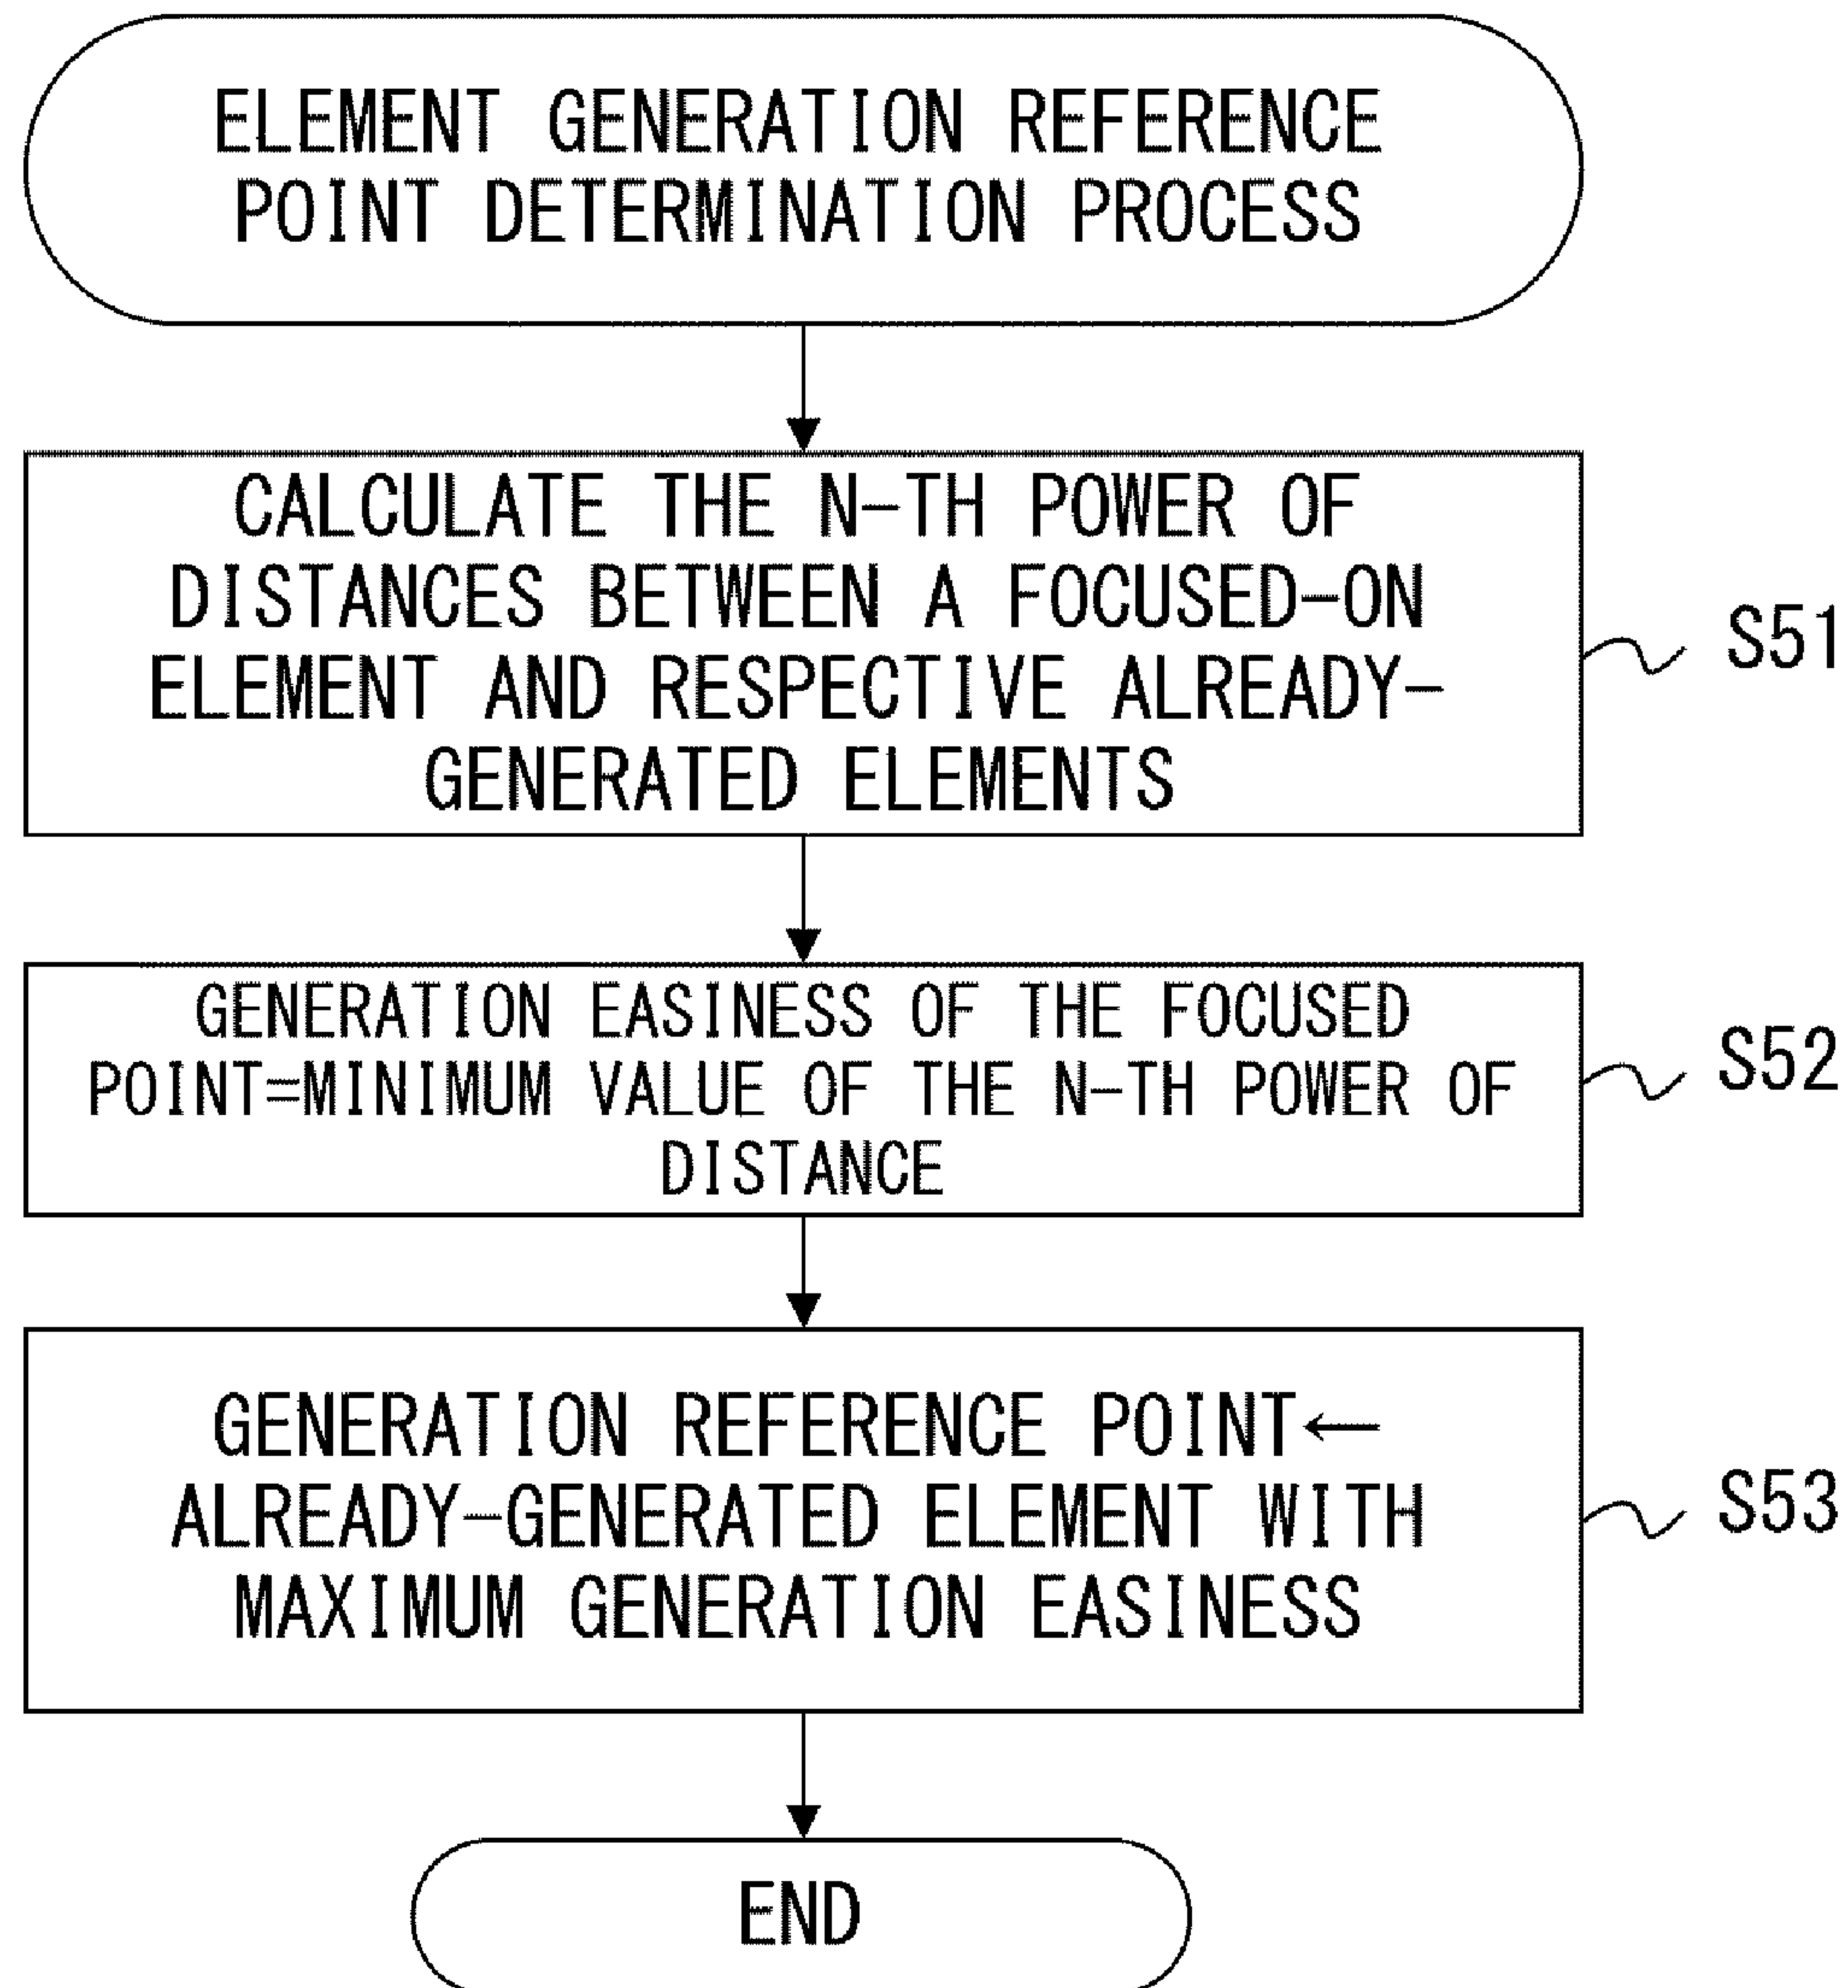 ELEMENT GENERATION REFERENCE
POINT DETERMINATION PROCESS
CALCULATE THE N-TH POWER OF
DISTANCES BETWEEN A FOCUSED-ON
ELEMENT AND RESPECTIVE ALREADY-
GENERATED ELEMENTS
S51
GENERATION EASINESS OF THE FOCUSED
POINT=MINIMUM VALUE OF THE N-TH POWER OF
DISTANCE
S52
GENERATION REFERENCE POINT←
ALREADY-GENERATED ELEMENT WITH
MAXIMUM GENERATION EASINESS
S53
END